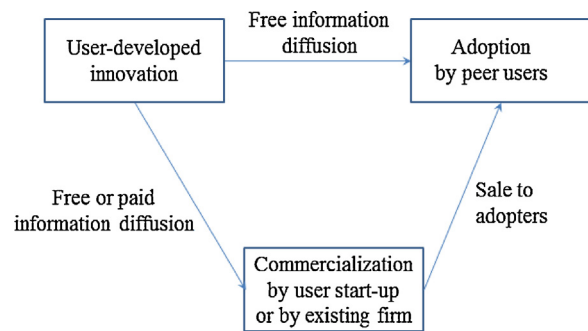 User-developed
innovation
Free information
diffusion
Adoption
by peer users
Free or paid
information diffusion
Sale to
adopters
Commercialization
by user start-up
or by existing firm